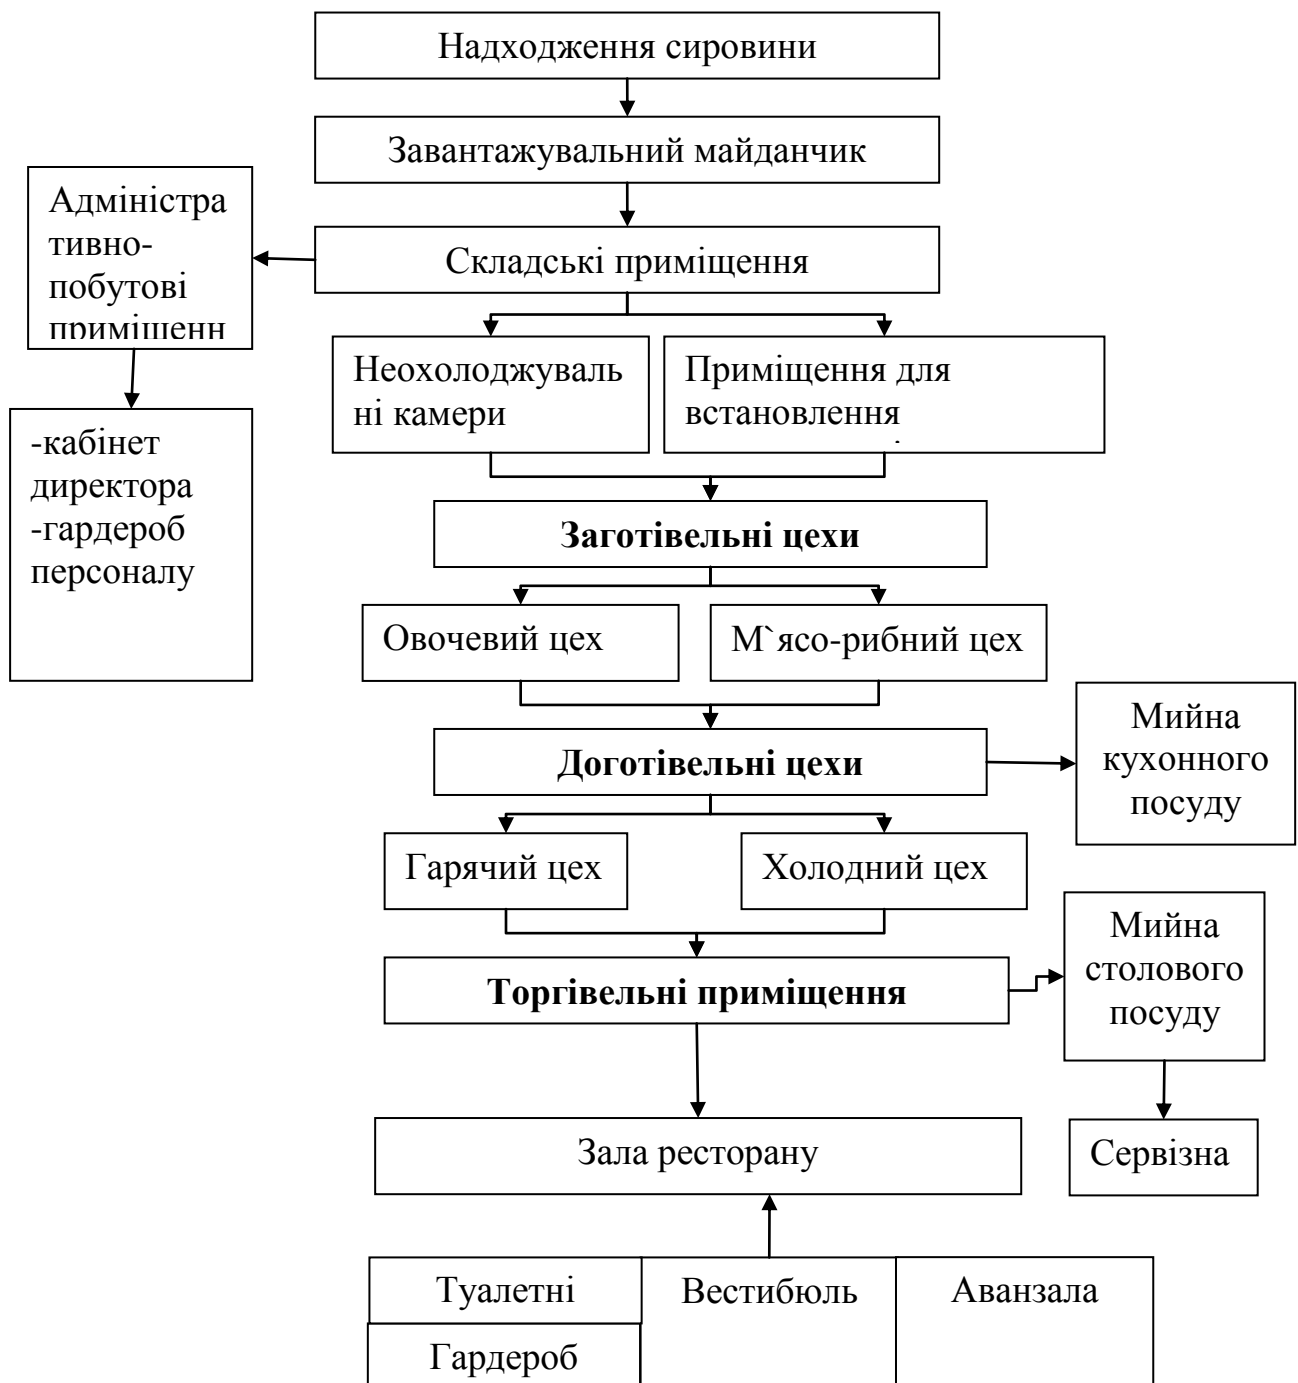 Надходження сировини
Завантажувальний майданчик
Адміністра
тивно-
побутові
приміщенн
Складські приміщення
Неохолоджуваль
ні камери
Приміщення для
встановлення
-кабінет
директора
-гардероб
персоналу
Заготівельні цехи
Овочевий цех
М`ясо-рибний цех
Доготівельні цехи
Мийна
кухонного
посуду
Гарячий цех
Холодний цех
Торгівельні приміщення
Мийна
столового
посуду
Зала ресторану
Сервізна
Туалетні
Вестибюль
Аванзала
Гардероб